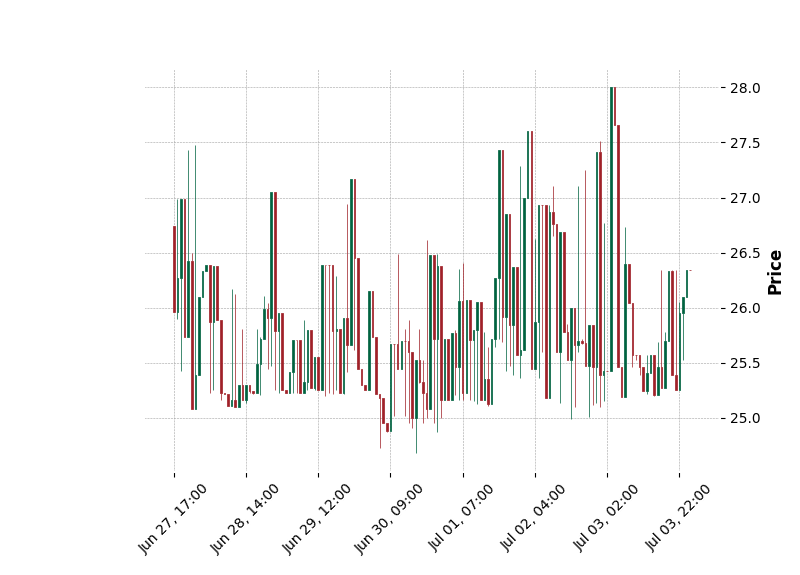 28.0
27.5
27.0
26.5
26.0
25.5
25.0
Price
Jun 27, 17:00
Jun 28, 14:00
Jun 29, 12:00
Jun 30, 09:00
Jul 01, 07:00
Jul 02, 04:00
Jul 03, 02:00
Jul 03, 22:00